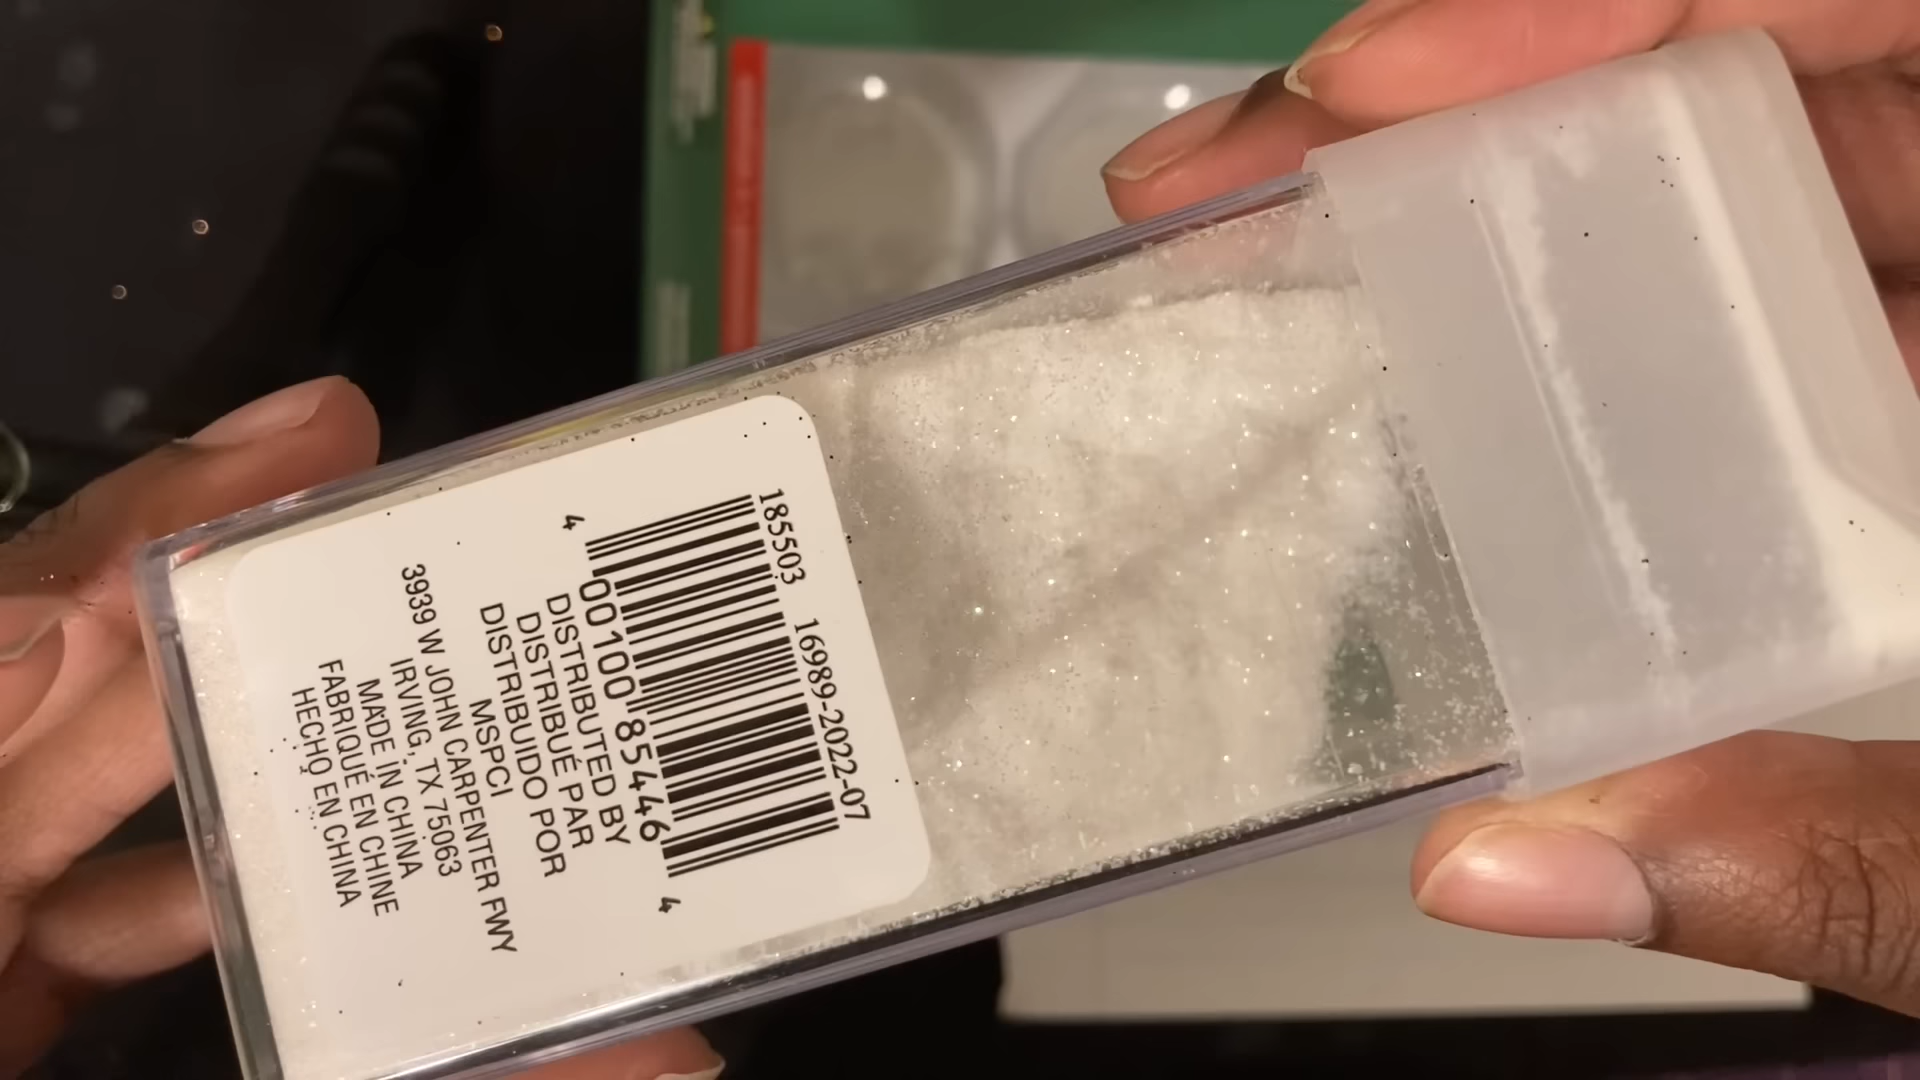 185503 16989-2022-07
4 00100 85446 4
DISTRIBUTED BY
DISTRIBUÉ PAR
DISTRIBUIDO POR
MSPCI
3939 W JOHN CARPENTER FWY
IRVING, TX 75063
MADE IN CHINA
FABRIQUÉ EN CHINE
HECHO EN CHINA